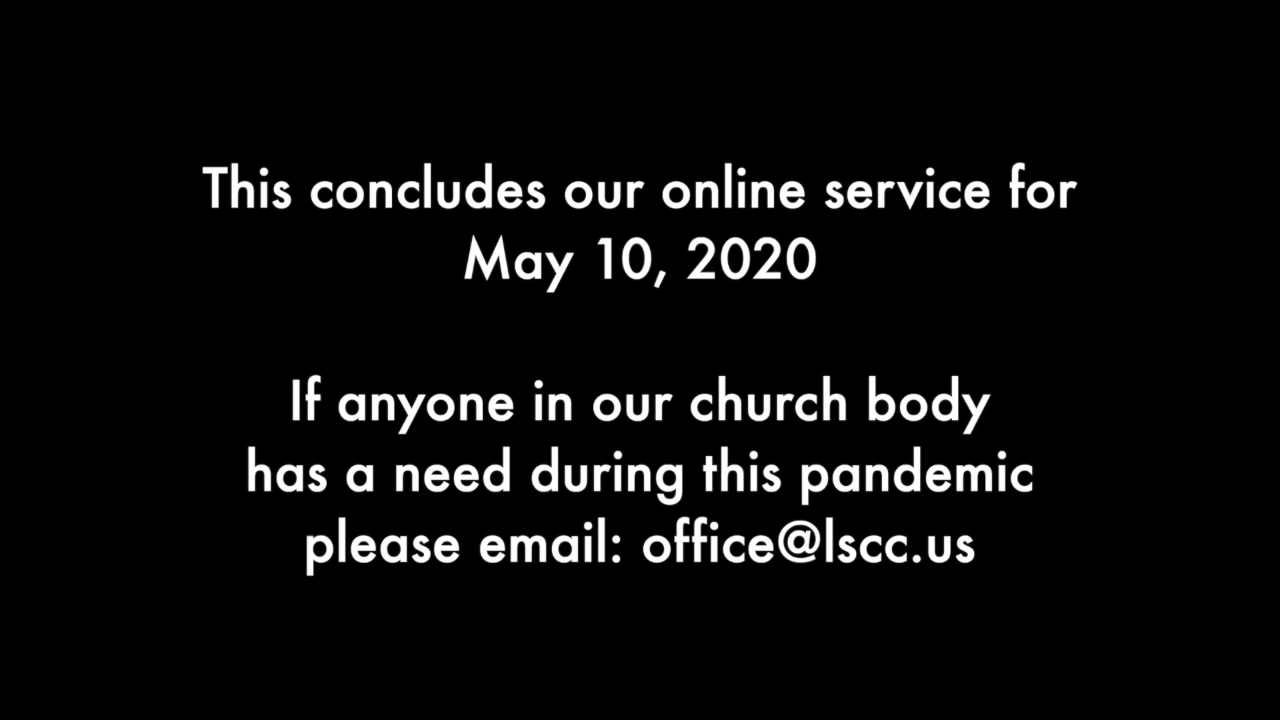 This concludes our online service for
May 10, 2020
If anyone in our church body
has a need during this pandemic
please email: office@lscc.us